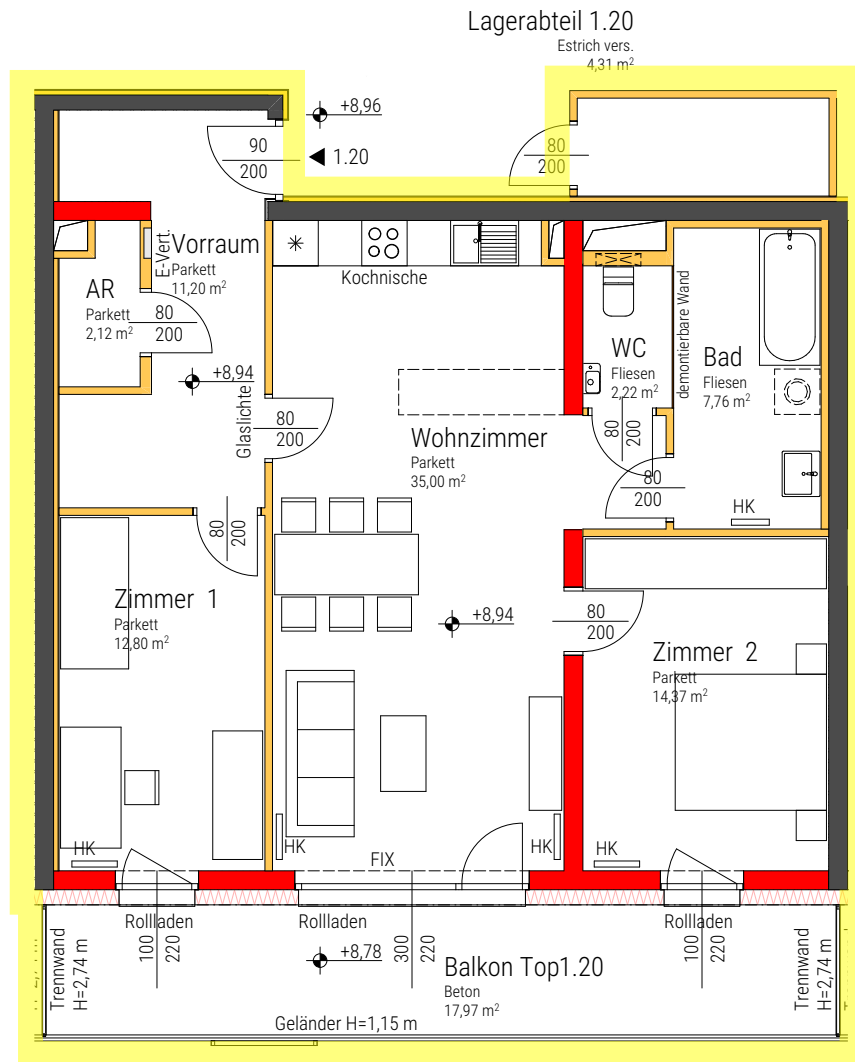 Lagerabteil 1.20
Estrich vers.
4,31 m²
+8,96
90
200
1.20
80
200
E-Vert.
Vorraum
Parkett
11,20 m²
Kochnische
AR
Parkett
2,12 m²
80
200
demontierbare Wand
WC
Fliesen
2,22 m²
Bad
Fliesen
7,76 m²
+8,94
Glaslichte
80
200
Wohnzimmer
Parkett
35,00 m²
80
200
80
200
HK
80
200
Zimmer 1
Parkett
12,80 m²
+8,94
80
200
Zimmer 2
Parkett
14,37 m²
HK
HK
FIX
HK
HK
Rollladen
Rollladen
Rollladen
100
220
300
220
100
220
Trennwand
H=2,74 m
+8,78
Balkon Top1.20
Beton
17,97 m²
Trennwand
H=2,74 m
Geländer H=1,15 m